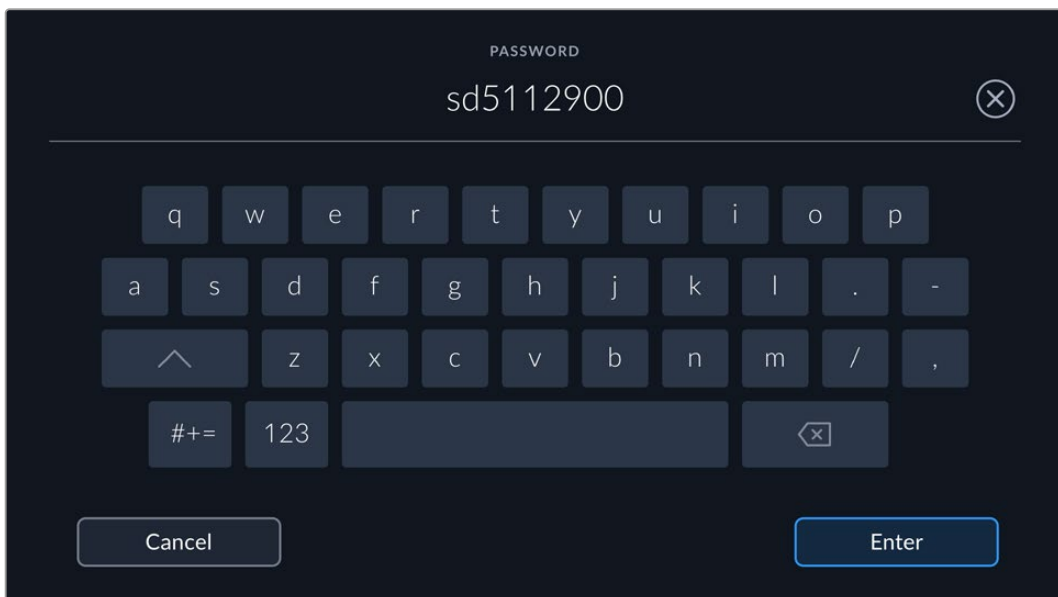 PASSWORD
sd5112900
q w e r t y u i o p
a s d f g h j k l . -
z x c v b n m / ,
#+= 123
Cancel Enter